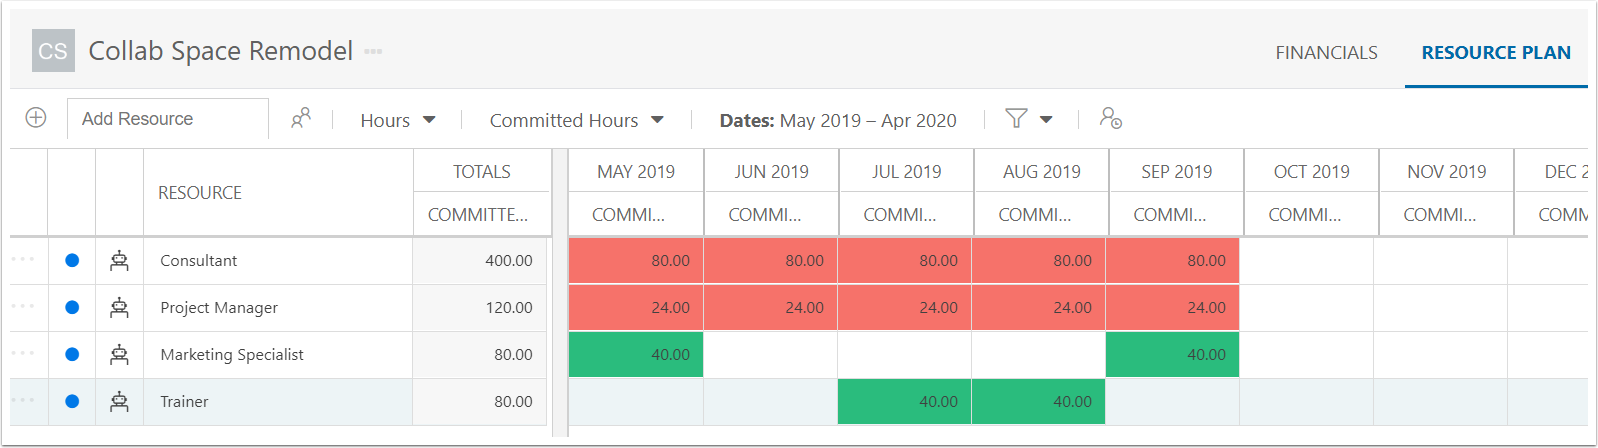 CS Collab Space Remodel
FINANCIALS RESOURCE PLAN
Add Resource Hours Committed Hours Dates: May 2019 – Apr 2020
TOTALS MAY 2019 JUN 2019 JUL 2019 AUG 2019 SEP 2019 OCT 2019 NOV 2019 DEC 2
RESOURCE
COMMITTE... COMMI... COMMI... COMMI... COMMI... COMMI... COMMI... COMMI... COMM
Consultant 400.00 80.00 80.00 80.00 80.00 80.00
Project Manager 120.00 24.00 24.00 24.00 24.00 24.00
Marketing Specialist 80.00 40.00 40.00
Trainer 80.00 40.00 40.00